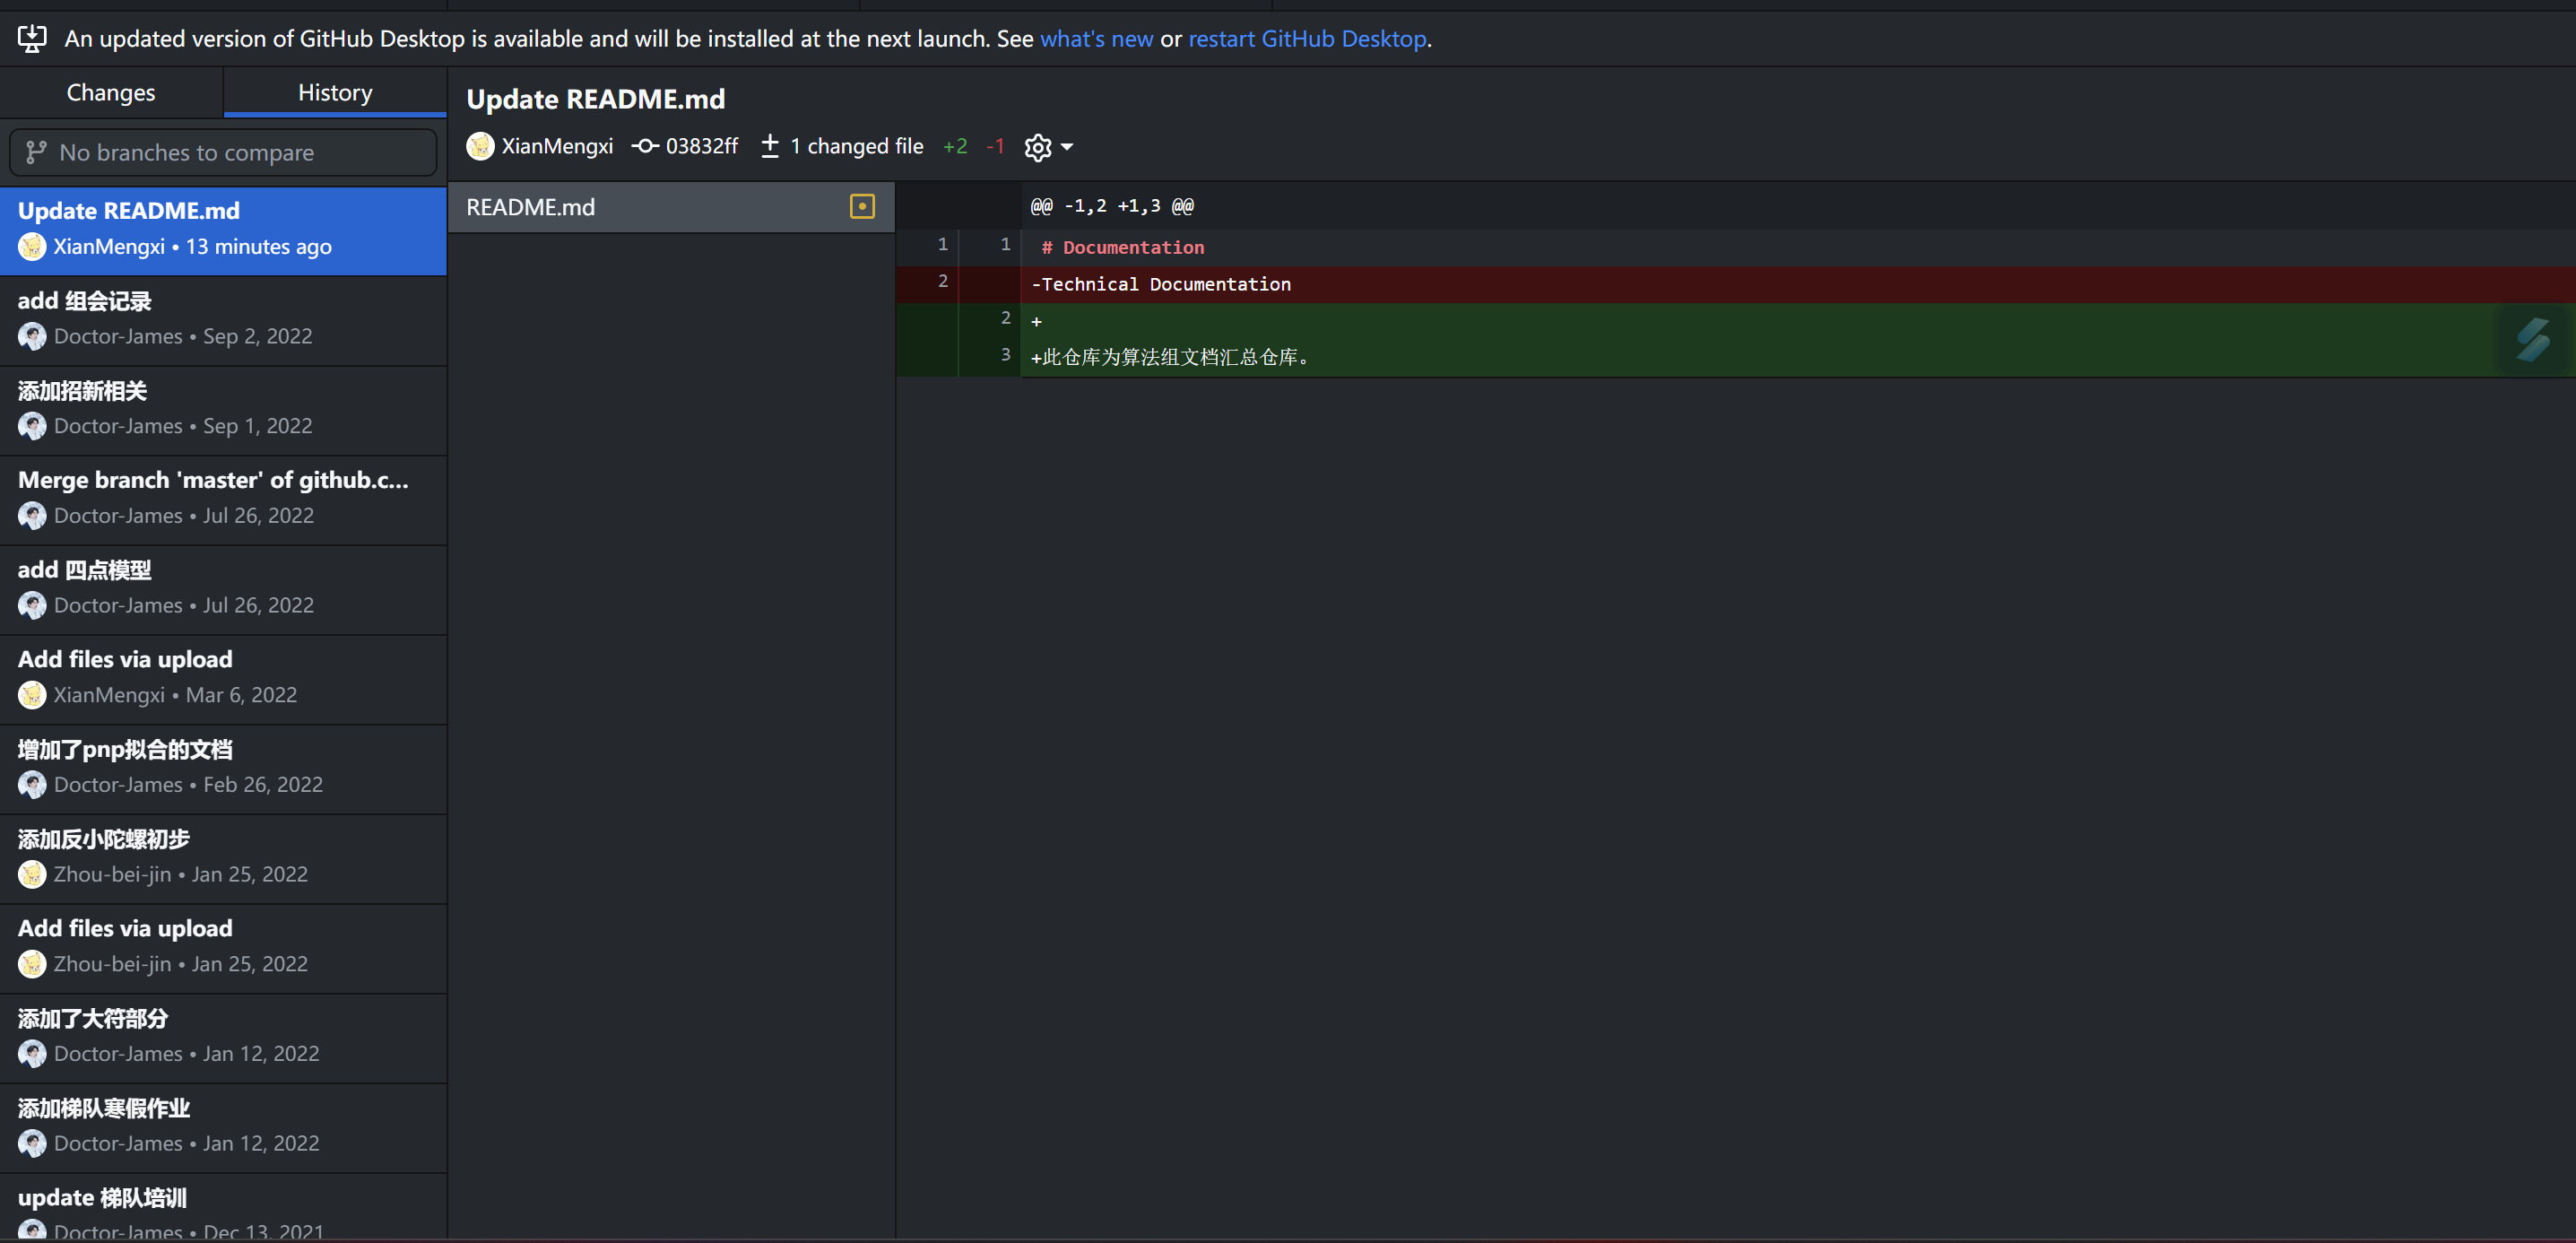 An updated version of GitHub Desktop is available and will be installed at the next launch. See what's new or restart GitHub Desktop.
Changes
History
No branches to compare
Update README.md
XianMengxi • 13 minutes ago
add 组会记录
Doctor-James • Sep 2, 2022
添加招新相关
Doctor-James • Sep 1, 2022
Merge branch 'master' of github.c...
Doctor-James • Jul 26, 2022
add 四点模型
Doctor-James • Jul 26, 2022
Add files via upload
XianMengxi • Mar 6, 2022
增加了pnp拟合的文档
Doctor-James • Feb 26, 2022
添加反小陀螺初步
Zhou-bei-jin • Jan 25, 2022
Add files via upload
Zhou-bei-jin • Jan 25, 2022
添加了大符部分
Doctor-James • Jan 12, 2022
添加梯队寒假作业
Doctor-James • Jan 12, 2022
update 梯队培训
Doctor-James • Dec 13, 2021
Update README.md
XianMengxi 03832ff 1 changed file +2 -1
README.md
@@ -1,2 +1,3 @@
1 1 # Documentation
2 -Technical Documentation
2 +
3 +此仓库为算法组文档汇总仓库。